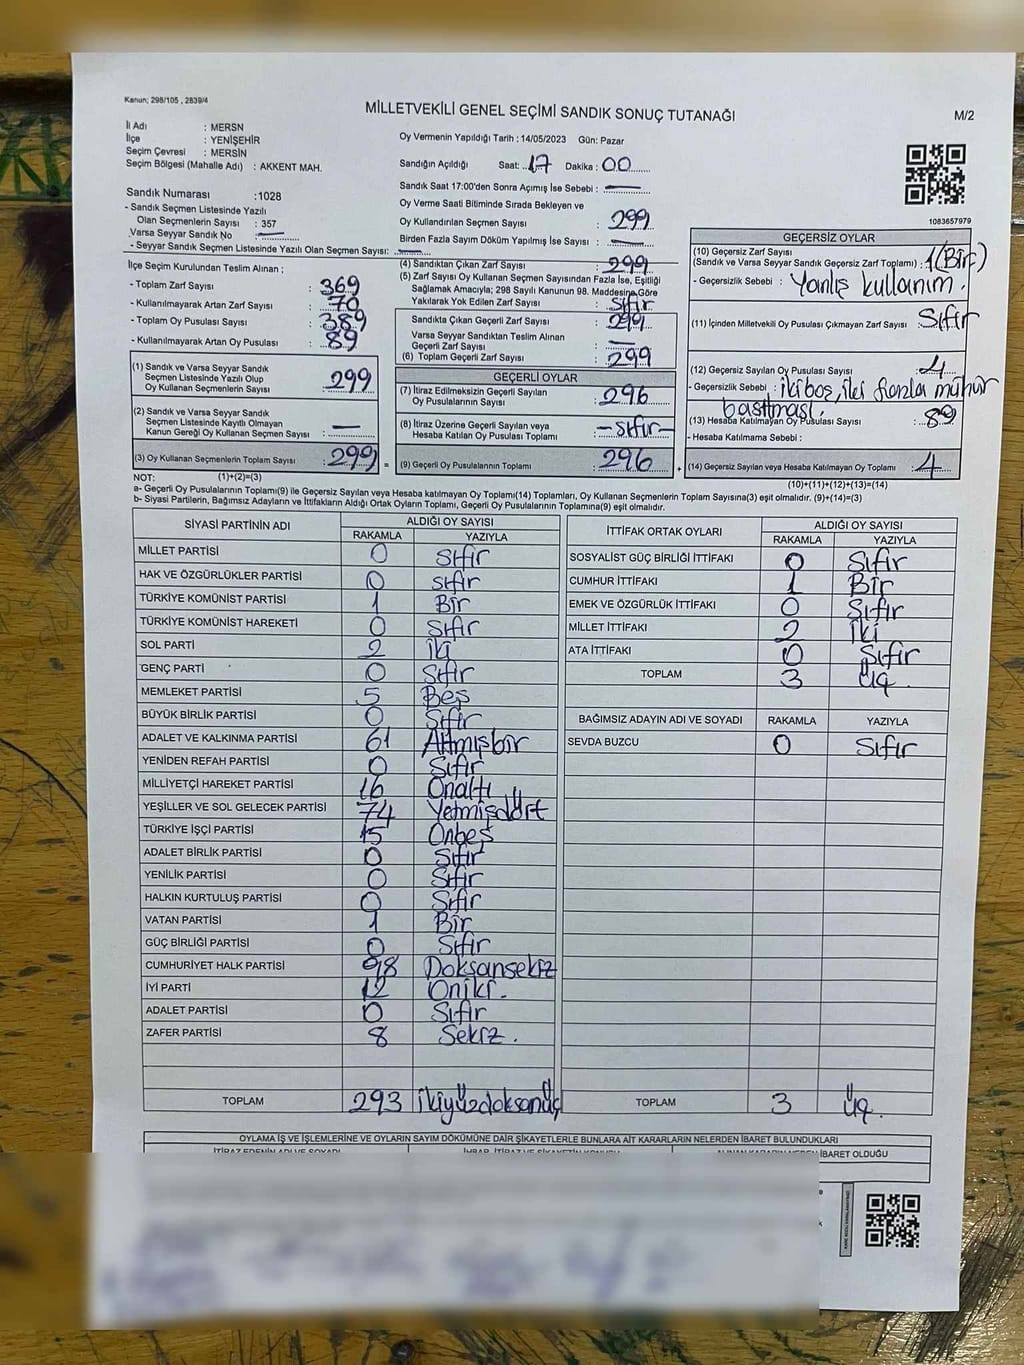 Kanun; 298/105 , 2839/4
MİLLETVEKİLİ GENEL SEÇİMİ SANDIK SONUÇ TUTANAĞI
M/2
İl Adı : MERSN
İlçe : YENİŞEHİR
Seçim Çevresi : MERSİN
Seçim Bölgesi (Mahalle Adı) : AKKENT MAH.
Sandık Numarası :1028
- Sandık Seçmen Listesinde Yazılı
Olan Seçmenlerin Sayısı : 357
Varsa Seyyar Sandık No : —
- Seyyar Sandık Seçmen Listesinde Yazılı Olan Seçmen Sayısı: —
Oy Vermenin Yapıldığı Tarih : 14/05/2023 Gün: Pazar
Sandığın Açıldığı Saat: 17 Dakika : 00
Sandık Saat 17:00'den Sonra Açımış İse Sebebi : —
Oy Verme Saati Bitiminde Sırada Bekleyen ve
Oy Kullandırılan Seçmen Sayısı : 299
Birden Fazla Sayım Döküm Yapılmış İse Sayısı : —
1083657979
İlçe Seçim Kurulundan Teslim Alınan ;
- Toplam Zarf Sayısı : 369
- Kullanılmayarak Artan Zarf Sayısı : 70
- Toplam Oy Pusulası Sayısı : 389
- Kullanılmayarak Artan Oy Pusulası : 89
(1) Sandık ve Varsa Seyyar Sandık
Seçmen Listesinde Yazılı Olup
Oy Kullanan Seçmenlerin Sayısı : 299
(2) Sandık ve Varsa Seyyar Sandık
Seçmen Listesinde Kayıtlı Olmayan
Kanun Gereği Oy Kullanan Seçmen Sayısı : —
(3) Oy Kullanan Seçmenlerin Toplam Sayısı : 299
(4) Sandıktan Çıkan Zarf Sayısı : 299
(5) Zarf Sayısı Oy Kullanan Seçmen Sayısından Fazla İse, Eşitliği
Sağlamak Amacıyla; 298 Sayılı Kanunun 98. Maddesine Göre
Yakılarak Yok Edilen Zarf Sayısı : Sıfır
Sandıkta Çıkan Geçerli Zarf Sayısı : 299
Varsa Seyyar Sandıktan Teslim Alınan
Geçerli Zarf Sayısı : —
(6) Toplam Geçerli Zarf Sayısı : 299
GEÇERLİ OYLAR
(7) İtiraz Edilmeksizin Geçerli Sayılan
Oy Pusulalarının Sayısı : 296
(8) İtiraz Üzerine Geçerli Sayılan veya
Hesaba Katılan Oy Pusulası Toplamı : —sıfır—
= (9) Geçerli Oy Pusulalarının Toplamı : 296
GEÇERSİZ OYLAR
(10) Geçersiz Zarf Sayısı
(Sandık ve Varsa Seyyar Sandık Geçersiz Zarf Toplamı) : 1 (Bir)
- Geçersizlik Sebebi : Yanlış kullanım.
(11) İçinden Milletvekili Oy Pusulası Çıkmayan Zarf Sayısı : Sıfır
(12) Geçersiz Sayılan Oy Pusulası Sayısı : 4
- Geçersizlik Sebebi : iki boş, iki fazla mühür
basılması.
(13) Hesaba Katılmayan Oy Pusulası Sayısı : 89
- Hesaba Katılmama Sebebi :
+ (14) Geçersiz Sayılan veya Hesaba Katılmayan Oy Toplamı : 4
NOT: (1)+(2)=(3)
(10)+(11)+(12)+(13)=(14)
a- Geçerli Oy Pusulalarının Toplamı(9) ile Geçersiz Sayılan veya Hesaba katılmayan Oy Toplamı(14) Toplamları, Oy Kullanan Seçmenlerin Toplam Sayısına(3) eşit olmalıdır. (9)+(14)=(3)
b- Siyasi Partilerin, Bağımsız Adayların ve İttifakların Aldığı Ortak Oyların Toplamı, Geçerli Oy Pusulalarının Toplamına(9) eşit olmalıdır.
SİYASİ PARTİNİN ADI ALDIĞI OY SAYISI
RAKAMLA YAZIYLA
MİLLET PARTİSİ 0 Sıfır
HAK VE ÖZGÜRLÜKLER PARTİSİ 0 sıfır
TÜRKİYE KOMÜNİST PARTİSİ 1 Bir
TÜRKİYE KOMÜNİST HAREKETİ 0 Sıfır
SOL PARTİ 2 iki
GENÇ PARTİ 0 Sıfır
MEMLEKET PARTİSİ 5 Beş
BÜYÜK BİRLİK PARTİSİ 0 Sıfır
ADALET VE KALKINMA PARTİSİ 61 Altmışbir
YENİDEN REFAH PARTİSİ 0 Sıfır
MİLLİYETÇİ HAREKET PARTİSİ 16 Onaltı
YEŞİLLER VE SOL GELECEK PARTİSİ 74 Yetmişdört
TÜRKİYE İŞÇİ PARTİSİ 15 Onbeş
ADALET BİRLİK PARTİSİ 0 Sıfır
YENİLİK PARTİSİ 0 Sıfır
HALKIN KURTULUŞ PARTİSİ 0 Sıfır
VATAN PARTİSİ 1 Bir
GÜÇ BİRLİĞİ PARTİSİ 0 Sıfır
CUMHURİYET HALK PARTİSİ 98 Doksansekiz
İYİ PARTİ 12 Oniki.
ADALET PARTİSİ 0 Sıfır
ZAFER PARTİSİ 8 Sekiz.
TOPLAM 293 ikiyüzdoksanüç
İTTİFAK ORTAK OYLARI ALDIĞI OY SAYISI
RAKAMLA YAZIYLA
SOSYALİST GÜÇ BİRLİĞİ İTTİFAKI 0 Sıfır
CUMHUR İTTİFAKI 1 Bir
EMEK VE ÖZGÜRLÜK İTTİFAKI 0 Sıfır
MİLLET İTTİFAKI 2 iki
ATA İTTİFAKI 0 Sıfır
TOPLAM 3 Üç
BAĞIMSIZ ADAYIN ADI VE SOYADI RAKAMLA YAZIYLA
SEVDA BUZCU 0 Sıfır
TOPLAM 3 Üç.
OYLAMA İŞ VE İŞLEMLERİNE VE OYLARIN SAYIM DÖKÜMÜNE DAİR ŞİKAYETLERLE BUNLARA AİT KARARLARIN NELERDEN İBARET BULUNDUKLARI
İTİRAZ EDENİN ADI VE SOYADI İHBAR, İTİRAZ VE ŞİKAYETİN KONUSU ALINAN KARARIN NEDEN İBARET OLDUĞU